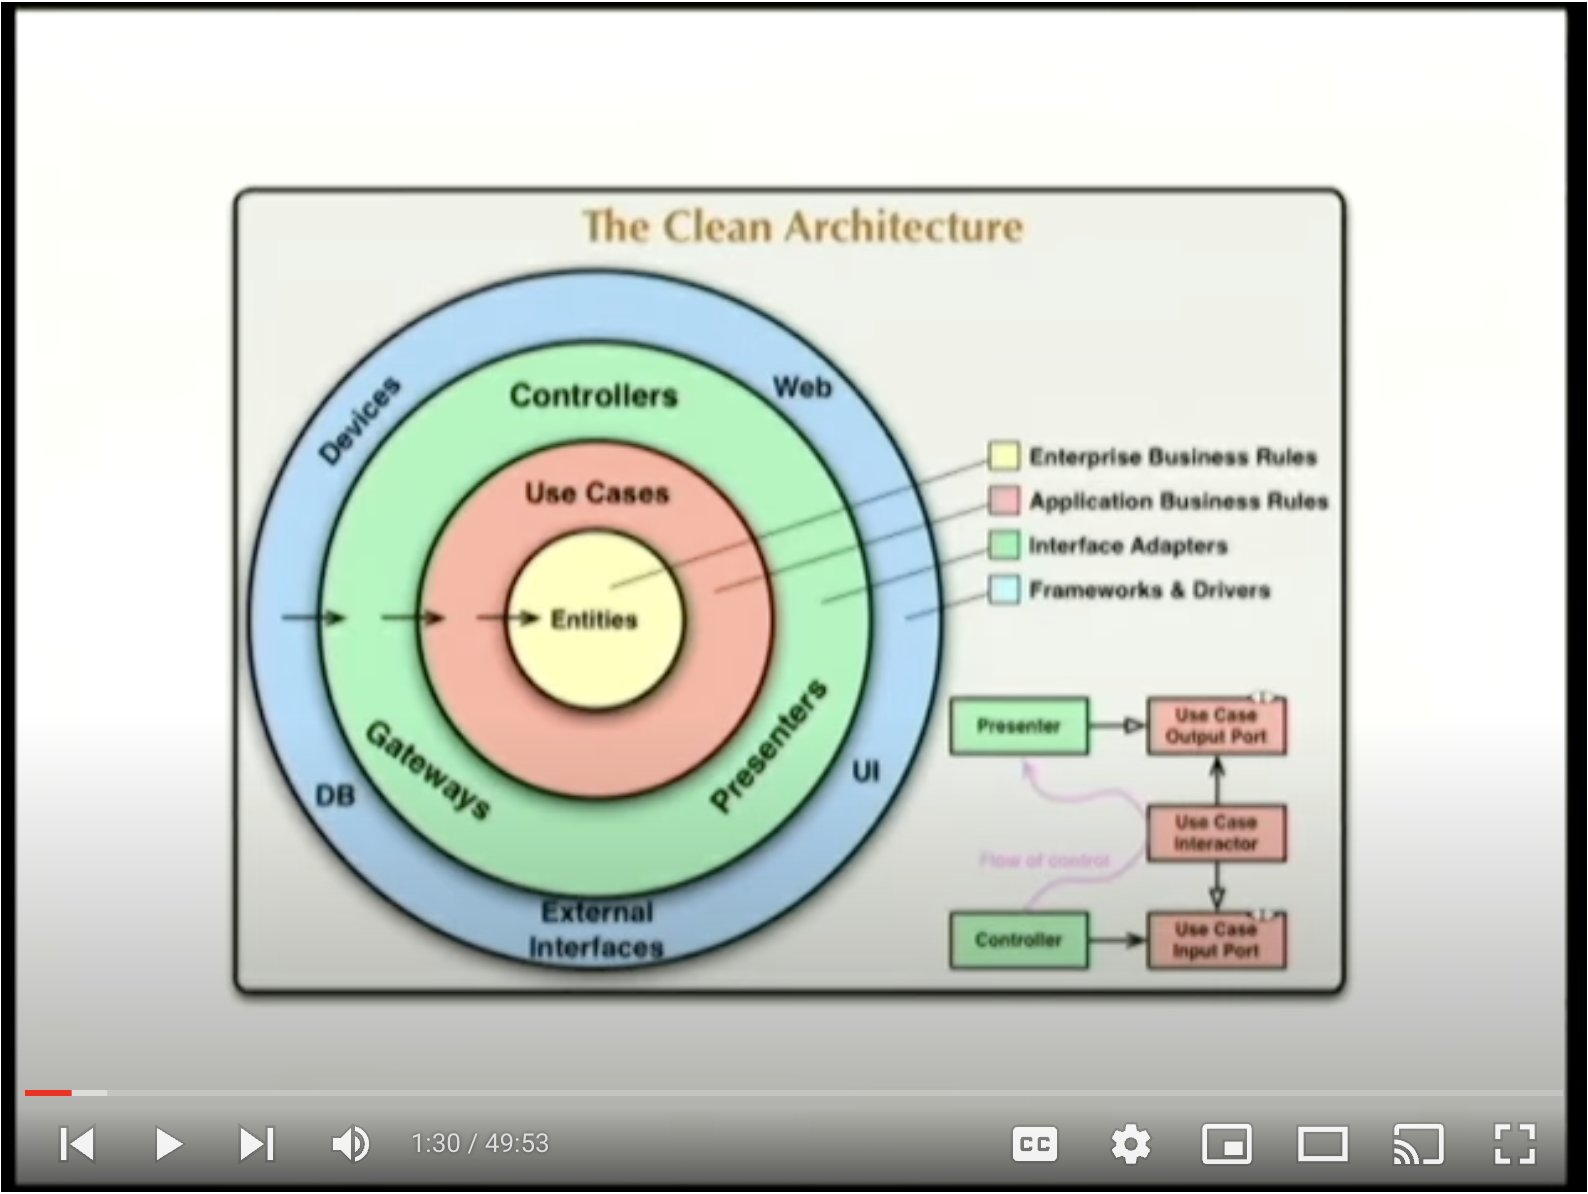 The Clean Architecture
Devices
Controllers
Web
Use Cases
Entities
Gateways
Presenters
DB
UI
External
Interfaces
Enterprise Business Rules
Application Business Rules
Interface Adapters
Frameworks & Drivers
Presenter
Use Case
Output Port
Use Case
Interactor
Flow of control
Controller
Use Case
Input Port
1:30 / 49:53
CC